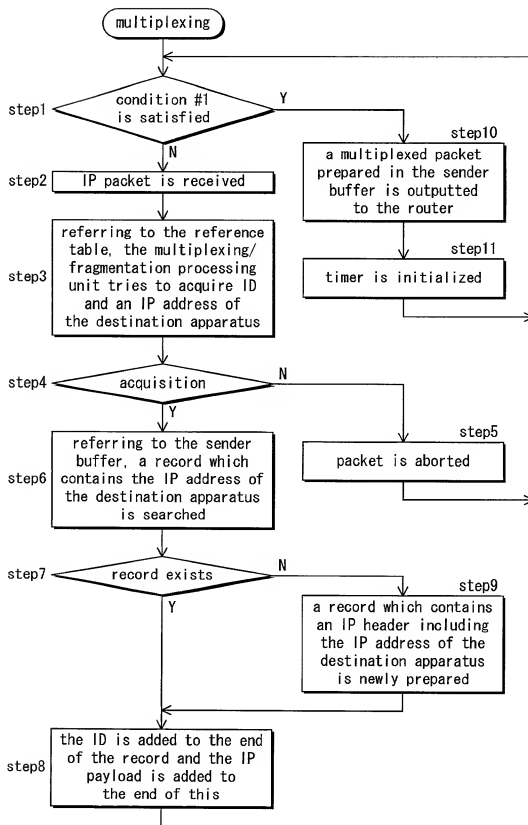 multiplexing
step1
condition #1
is satisfied
Y
N
step10
a multiplexed packet
prepared in the sender
buffer is outputted
to the router
step2
IP packet is received
step11
timer is initialized
step3
referring to the reference
table, the multiplexing/
fragmentation processing
unit tries to acquire ID
and an IP address of
the destination apparatus
step4
acquisition
N
Y
step5
packet is aborted
step6
referring to the sender
buffer, a record which
contains the IP address of
the destination apparatus
is searched
step7
record exists
N
Y
step9
a record which contains
an IP header including
the IP address of the
destination apparatus
is newly prepared
step8
the ID is added to the end
of the record and the IP
payload is added to
the end of this